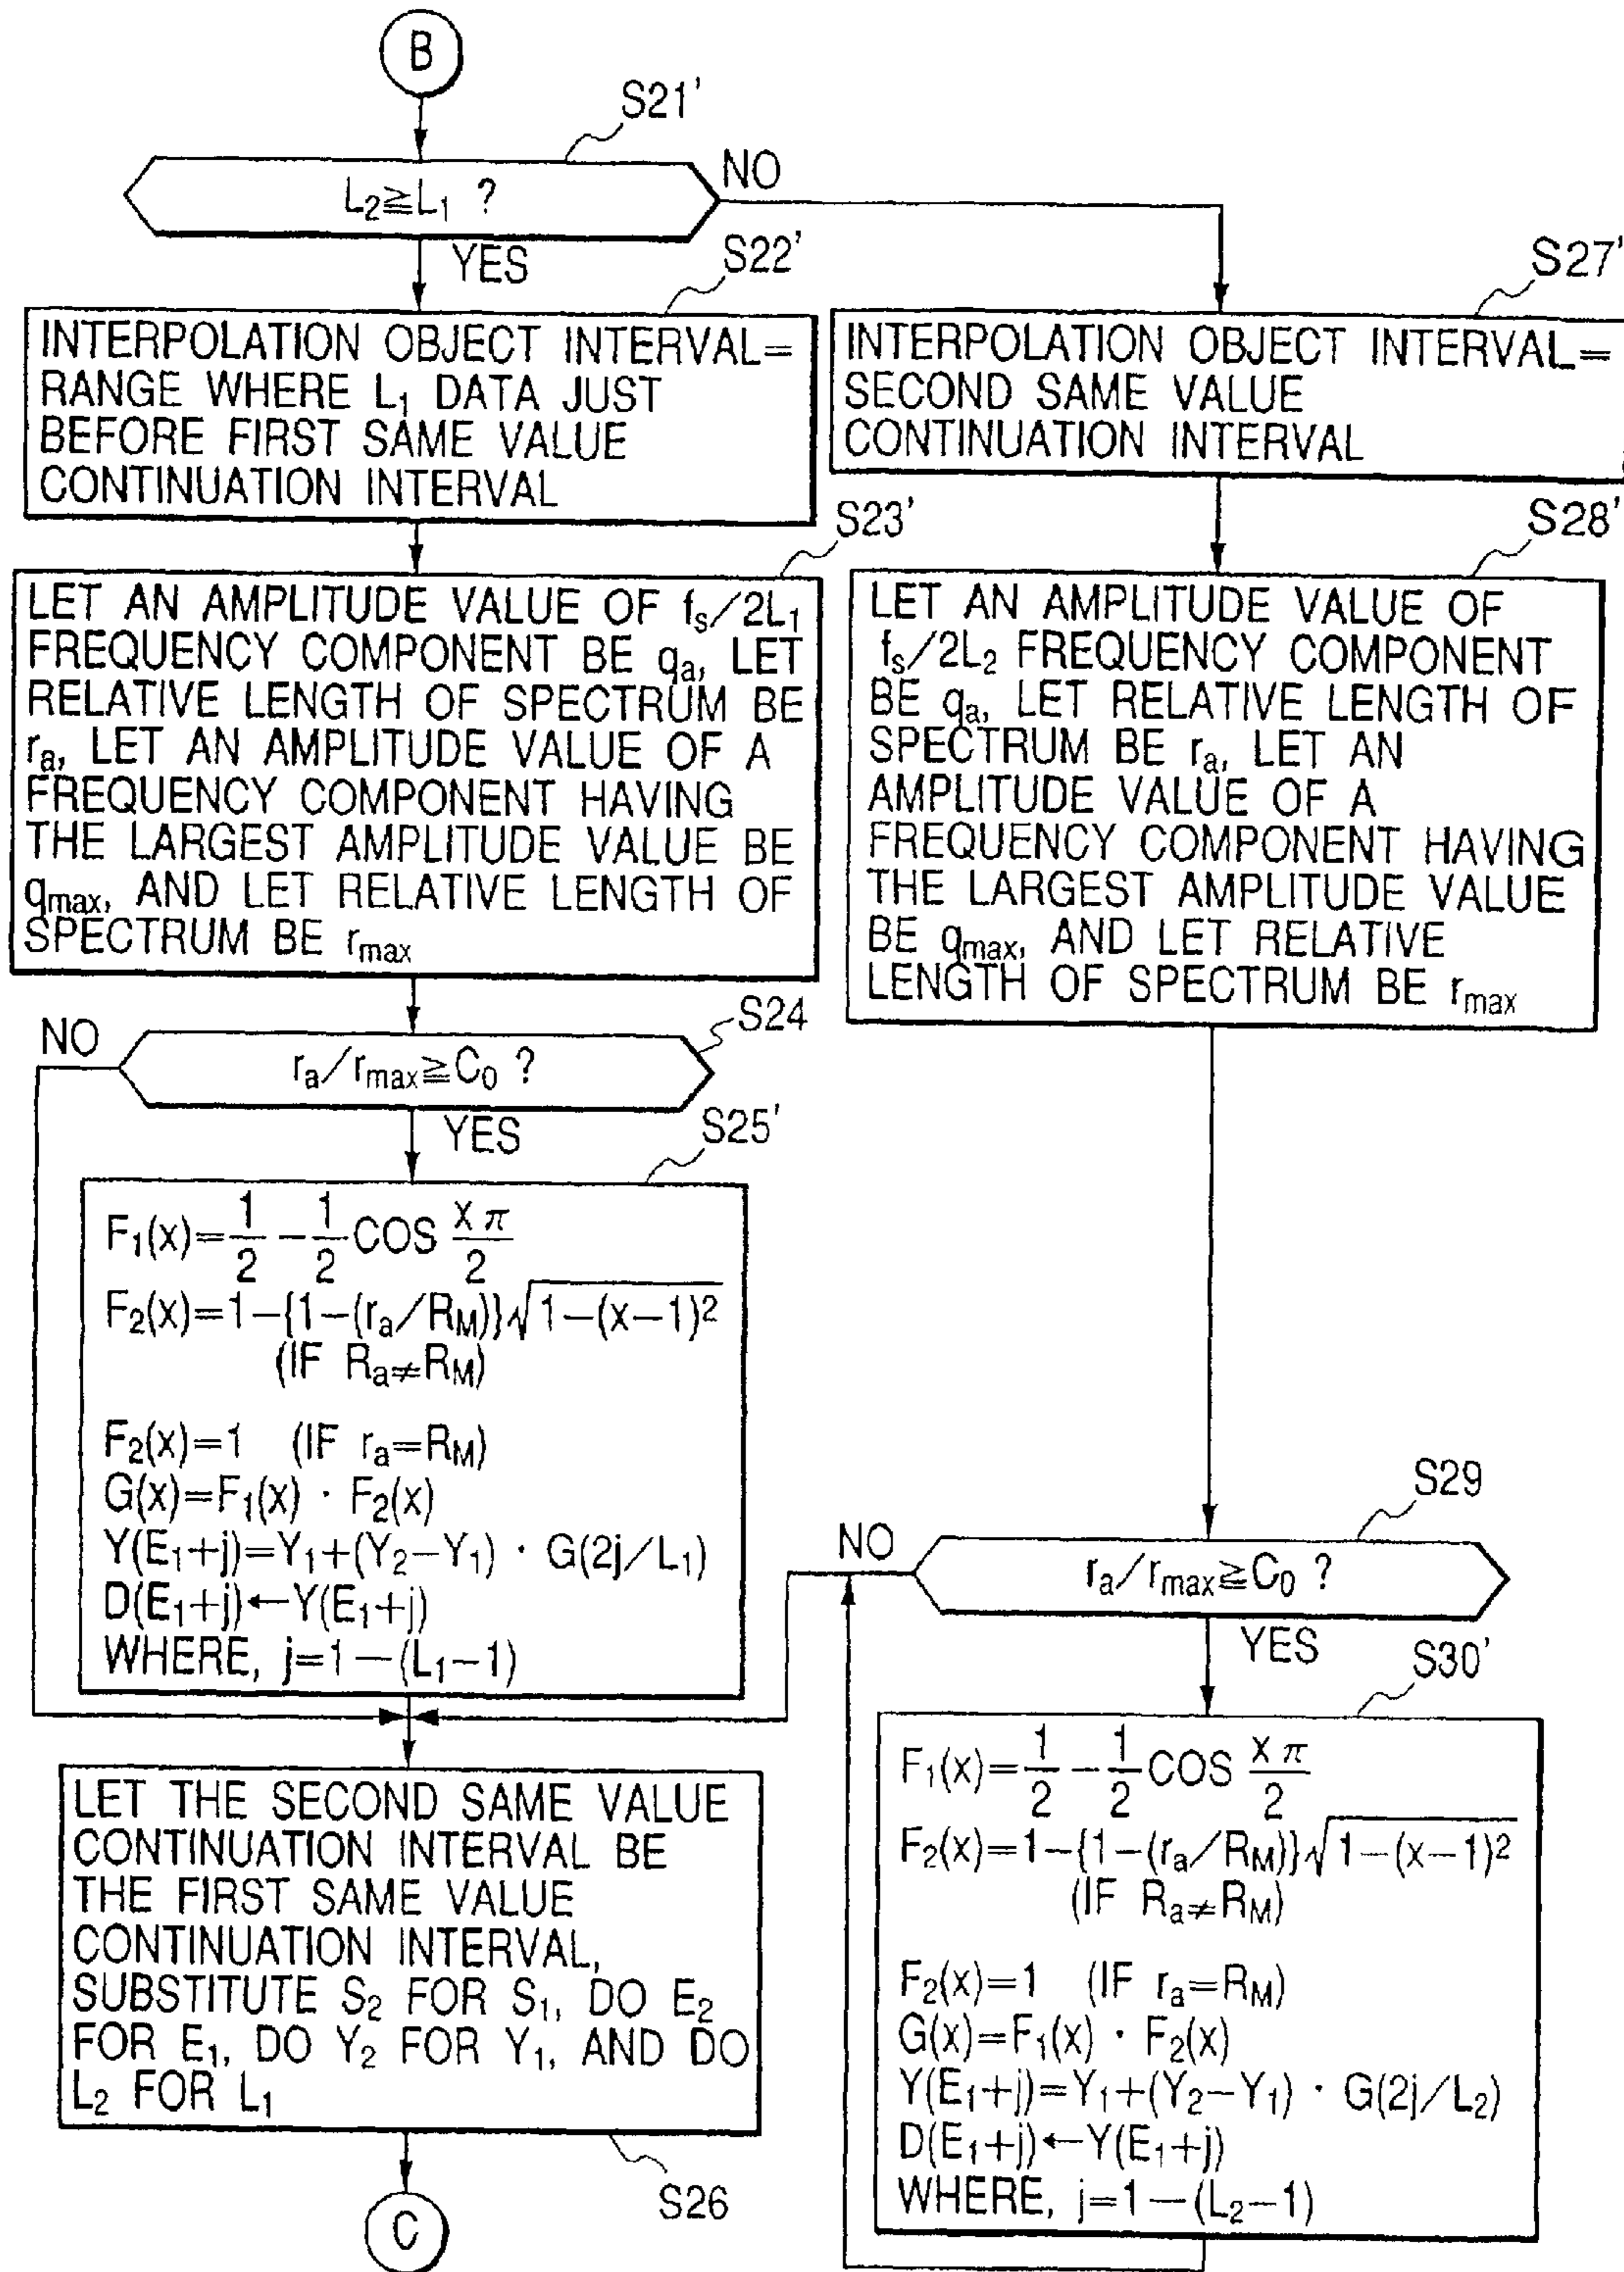 B
S21'
L₂≧L₁ ?
NO
YES
S22'
INTERPOLATION OBJECT INTERVAL=
RANGE WHERE L₁ DATA JUST
BEFORE FIRST SAME VALUE
CONTINUATION INTERVAL
S27'
INTERPOLATION OBJECT INTERVAL=
SECOND SAME VALUE
CONTINUATION INTERVAL
S23'
LET AN AMPLITUDE VALUE OF fₛ/2L₁
FREQUENCY COMPONENT BE qₐ, LET
RELATIVE LENGTH OF SPECTRUM BE
rₐ, LET AN AMPLITUDE VALUE OF A
FREQUENCY COMPONENT HAVING
THE LARGEST AMPLITUDE VALUE BE
qmax, AND LET RELATIVE LENGTH OF
SPECTRUM BE rmax
S28'
LET AN AMPLITUDE VALUE OF
fₛ/2L₂ FREQUENCY COMPONENT
BE qₐ, LET RELATIVE LENGTH OF
SPECTRUM BE rₐ, LET AN
AMPLITUDE VALUE OF A
FREQUENCY COMPONENT HAVING
THE LARGEST AMPLITUDE VALUE
BE qmax, AND LET RELATIVE
LENGTH OF SPECTRUM BE rmax
S24
NO
rₐ/rmax≧C₀ ?
YES
S25'
F₁(x)=1/2−1/2 COS xπ/2
F₂(x)=1−{1−(rₐ/RM)}√1−(x−1)²
(IF Rₐ≠RM)
F₂(x)=1 (IF rₐ=RM)
G(x)=F₁(x) · F₂(x)
Y(E₁+j)=Y₁+(Y₂−Y₁) · G(2j/L₁)
D(E₁+j)←Y(E₁+j)
WHERE, j=1−(L₁−1)
S29
NO
rₐ/rmax≧C₀ ?
YES
S30'
F₁(x)=1/2−1/2 COS xπ/2
F₂(x)=1−{1−(rₐ/RM)}√1−(x−1)²
(IF Rₐ≠RM)
F₂(x)=1 (IF rₐ=RM)
G(x)=F₁(x) · F₂(x)
Y(E₁+j)=Y₁+(Y₂−Y₁) · G(2j/L₂)
D(E₁+j)←Y(E₁+j)
WHERE, j=1−(L₂−1)
LET THE SECOND SAME VALUE
CONTINUATION INTERVAL BE
THE FIRST SAME VALUE
CONTINUATION INTERVAL,
SUBSTITUTE S₂ FOR S₁, DO E₂
FOR E₁, DO Y₂ FOR Y₁, AND DO
L₂ FOR L₁
S26
C